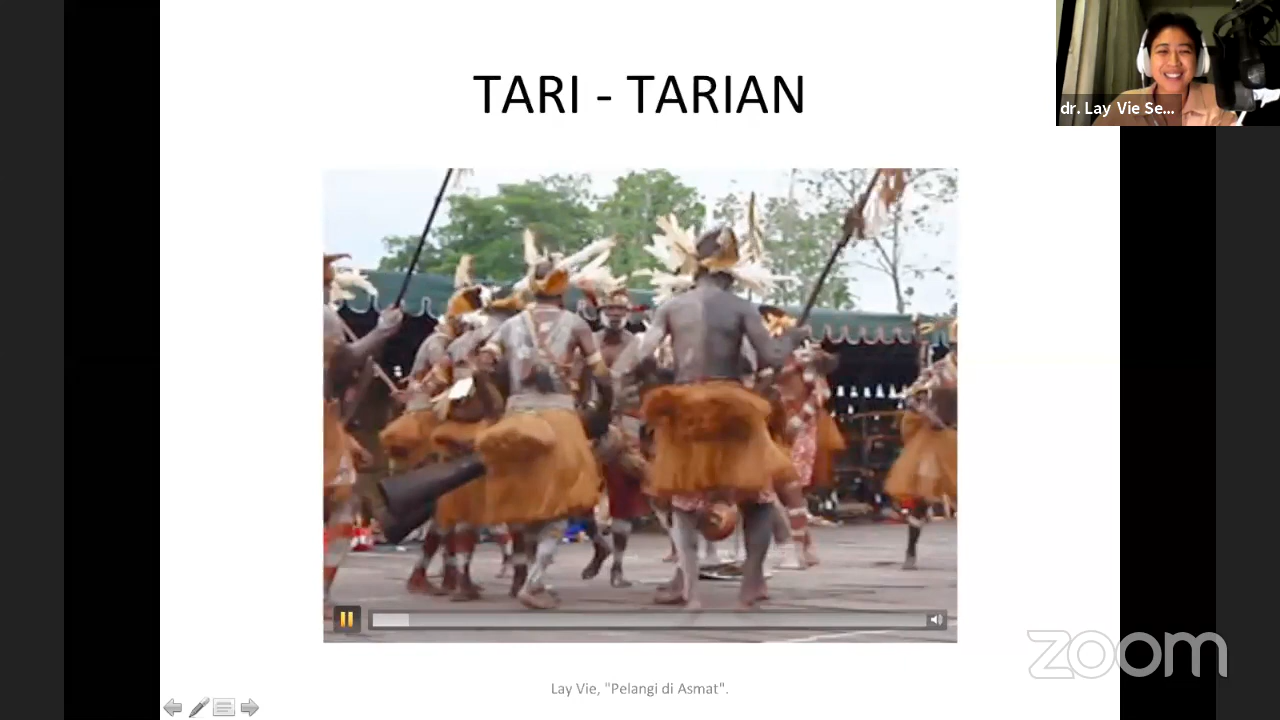 TARI - TARIAN
dr. Lay Vie Se...
zoom
Lay Vie, "Pelangi di Asmat".